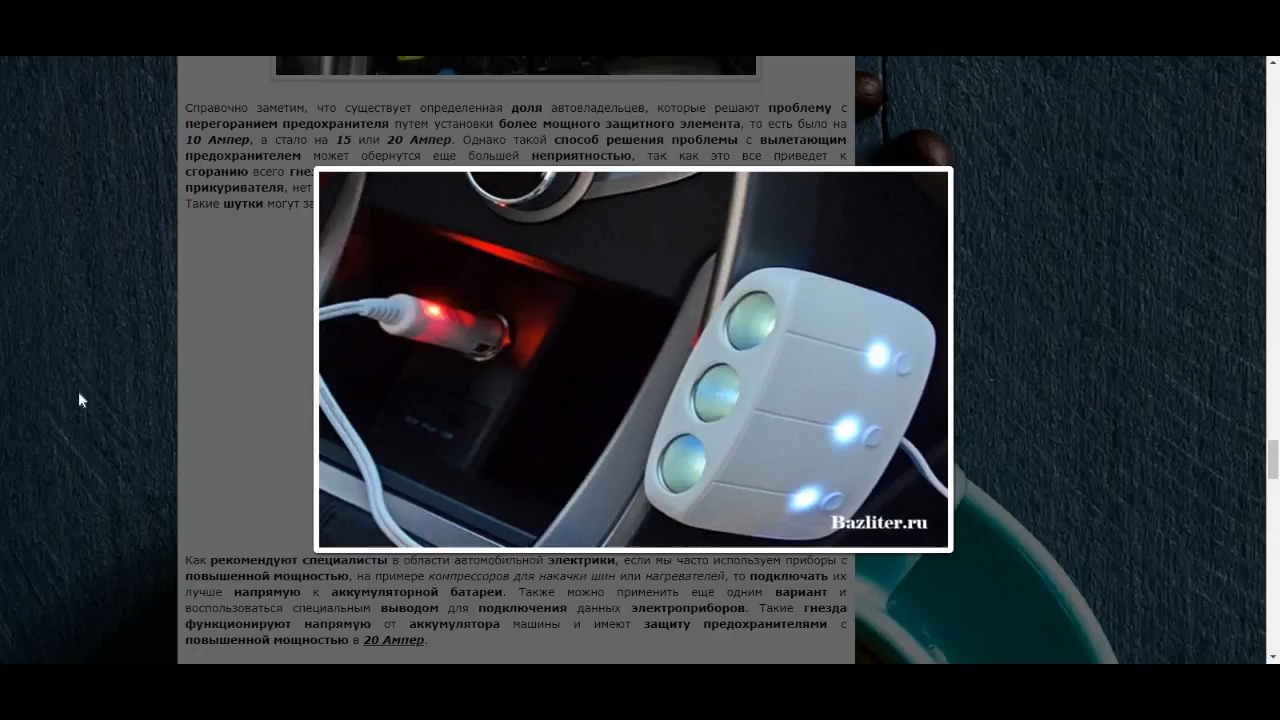 Справочно заметим, что существует определенная доля автовладельцев, которые решают проблему с
перегоранием предохранителя путем установки более мощного защитного элемента, то есть было на
10 Ампер, а стало на 15 или 20 Ампер. Однако такой способ решения проблемы с вылетающим
предохранителем может обернутся еще большей неприятностью, так как это все приведет к
сгоранию всего
прикуривателя, нет
Такие шутки могут
Bazliter.ru
Как рекомендуют специалисты в области автомобильной электрики, если мы часто используем приборы с
повышенной мощностью, на примере компрессоров для накачки шин или нагревателей, то подключать их
лучше напрямую к аккумуляторной батареи. Также можно применить еще одним вариант и
воспользоваться специальным выводом для подключения данных электроприборов. Такие гнезда
функционируют напрямую от аккумулятора машины и имеют защиту предохранителями с
повышенной мощностью в 20 Ампер.